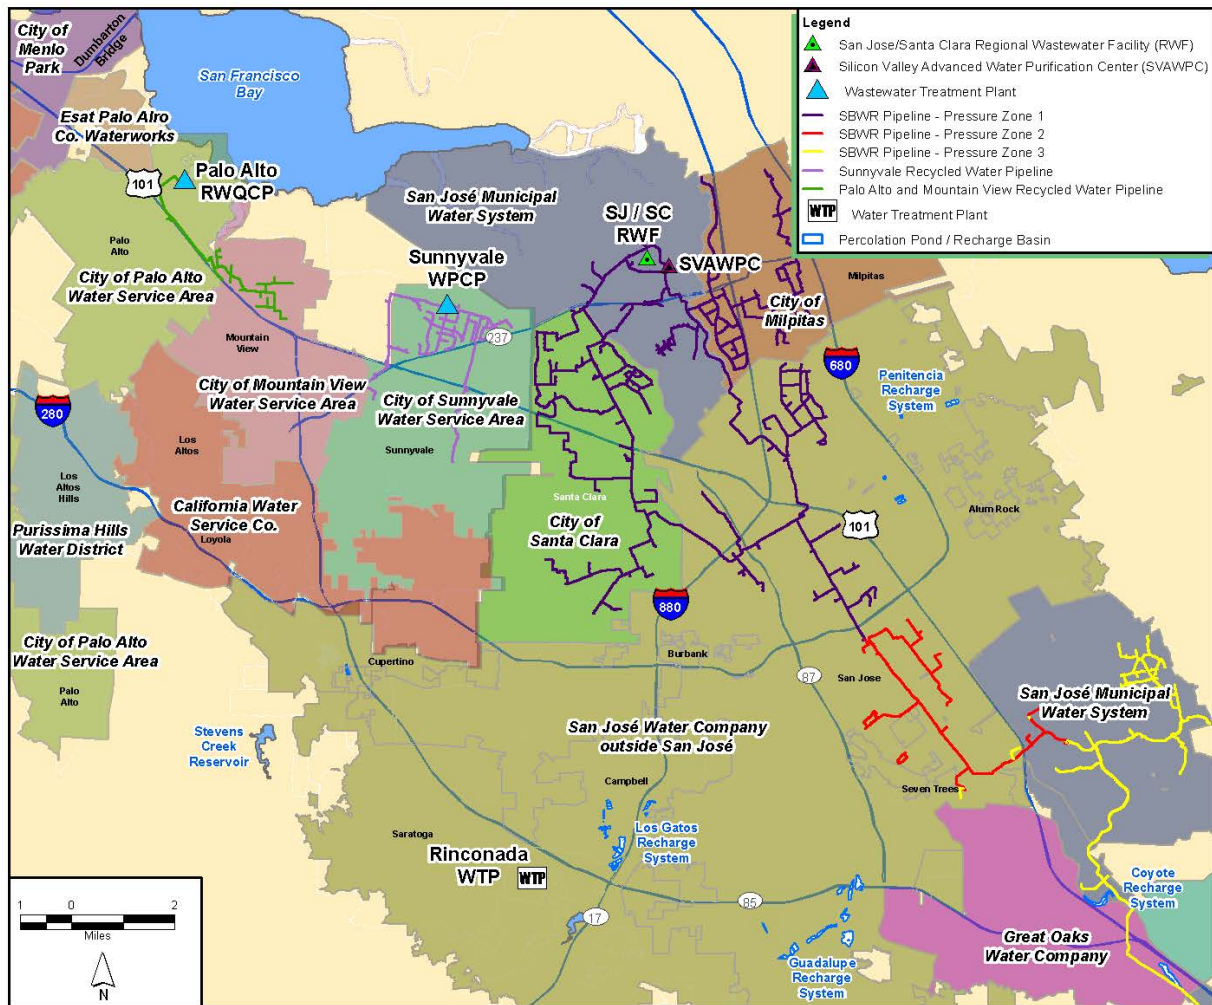 City of
Menlo
Park
Dumbarton
Bridge
San Francisco
Bay
Esat Palo Alro
Co. Waterworks
101
Palo Alto
RWQCP
Palo
Alto
City of Palo Alto
Water Service Area
San José Municipal
Water System
SJ / SC
RWF
SVAWPC
Sunnyvale
WPCP
237
City of
Milpitas
Milpitas
680
Penitencia
Recharge
System
Mountain
View
City of Mountain View
Water Service Area
City of Sunnyvale
Water Service Area
Sunnyvale
280
Los
Altos
Los
Altos
Hills
Purissima Hills
Water District
California Water
Service Co.
Loyola
Santa Clara
City of
Santa Clara
101
Alum Rock
880
City of Palo Alto
Water Service Area
Palo
Alto
Cupertino
Burbank
87
San Jose
San José Municipal
Water System
Stevens
Creek
Reservoir
San José Water Company
outside San José
Campbell
Seven Trees
Saratoga
Los Gatos
Recharge
System
Rinconada
WTP
WTP
17
85
Guadalupe
Recharge
System
Coyote
Recharge
System
Great Oaks
Water Company
1 0 2
Miles
N
Legend
San Jose/Santa Clara Regional Wastewater Facility (RWF)
Silicon Valley Advanced Water Purification Center (SVAWPC)
Wastewater Treatment Plant
SBWR Pipeline - Pressure Zone 1
SBWR Pipeline - Pressure Zone 2
SBWR Pipeline - Pressure Zone 3
Sunnyvale Recycled Water Pipeline
Palo Alto and Mountain View Recycled Water Pipeline
WTP Water Treatment Plant
Percolation Pond / Recharge Basin